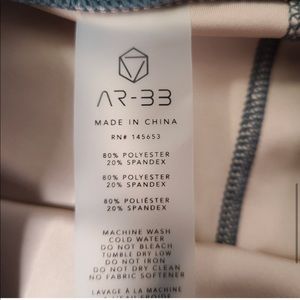 AR-33
MADE IN CHINA
RN# 145653
80% POLYESTER
20% SPANDEX
80% POLYESTER
20% SPANDEX
80% POLIÉSTER
20% SPANDEX
MACHINE WASH
COLD WATER
DO NOT BLEACH
TUMBLE DRY LOW
DO NOT IRON
DO NOT DRY CLEAN
NO FABRIC SOFTENER
LAVAGE À LA MACHINE
À L'EAU FROIDE